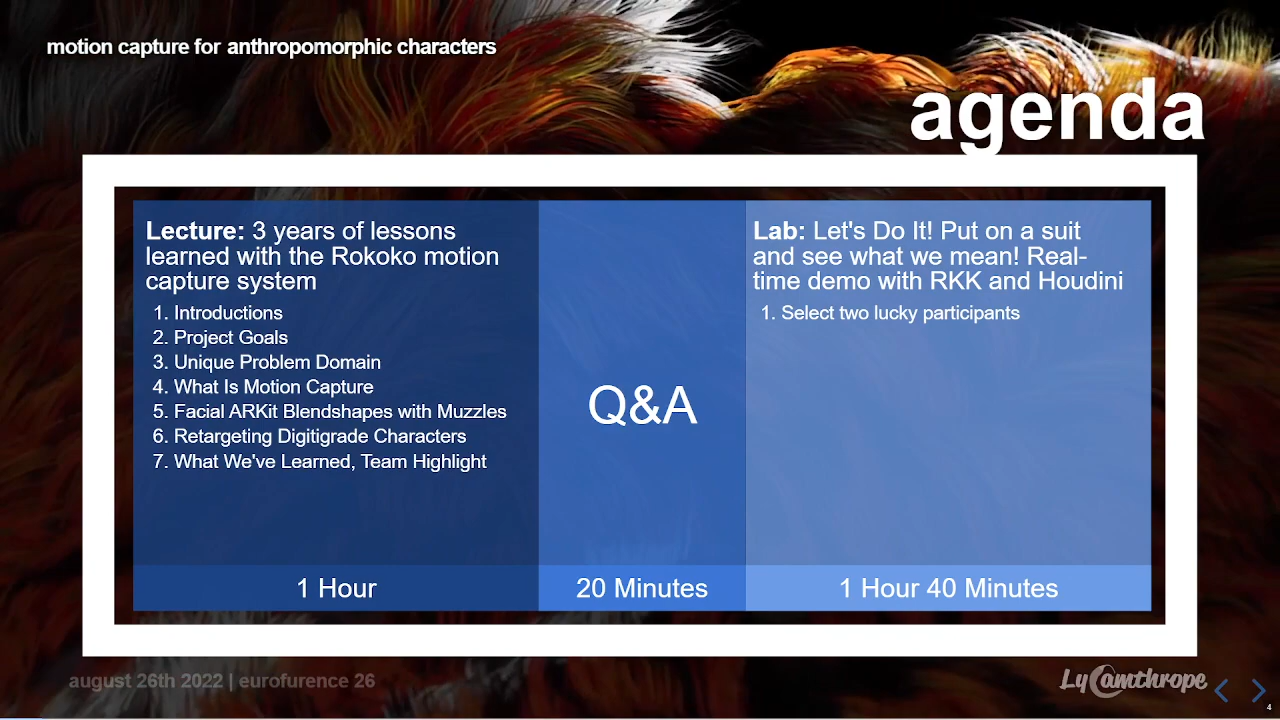 motion capture for anthropomorphic characters
agenda
Lecture: 3 years of lessons
learned with the Rokoko motion
capture system
1. Introductions
2. Project Goals
3. Unique Problem Domain
4. What Is Motion Capture
5. Facial ARKit Blendshapes with Muzzles
6. Retargeting Digitigrade Characters
7. What We've Learned, Team Highlight
1 Hour
Q&A
20 Minutes
Lab: Let's Do It! Put on a suit
and see what we mean! Real-
time demo with RKK and Houdini
1. Select two lucky participants
1 Hour 40 Minutes
august 26th 2022 | eurofurence 26
LyCamthrope
4